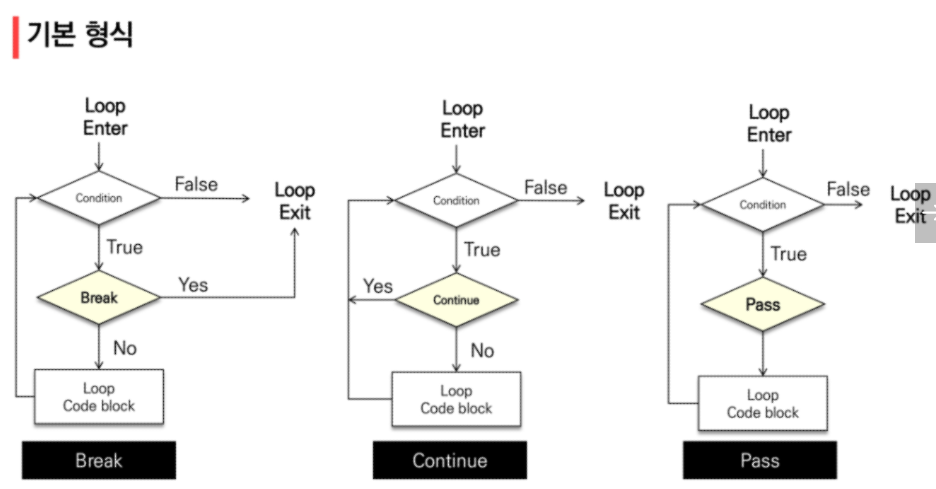 기본 형식
Loop
Enter
Condition
False
Loop
Exit
True
Break
Yes
No
Loop
Code block
Break
Loop
Enter
Condition
False
Loop
Exit
True
Continue
Yes
No
Loop
Code block
Continue
Loop
Enter
Condition
False
Loop
Exit
True
Pass
Loop
Code block
Pass